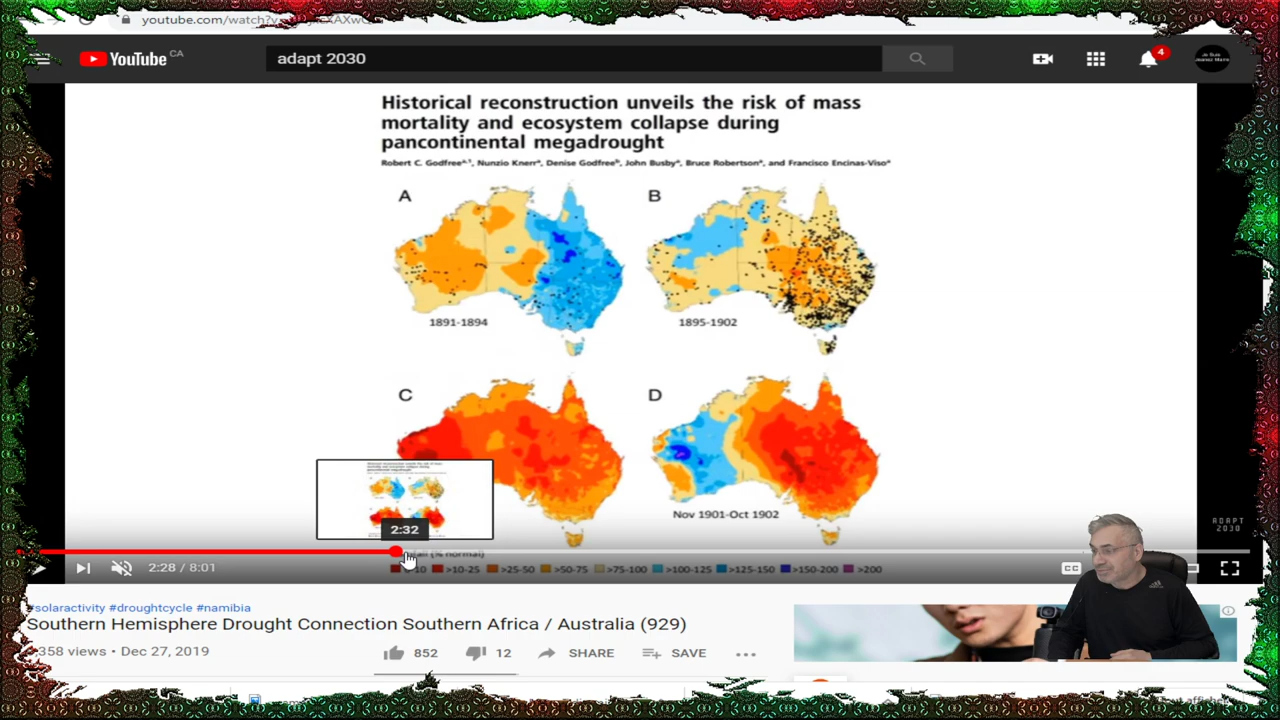 youtube.com/watch?v
YouTube CA
adapt 2030
4
Historical reconstruction unveils the risk of mass
mortality and ecosystem collapse during
pancontinental megadrought
Robert C. Godfree, Nunzio Knerr, Denise Godfree, John Busby, Bruce Robertson, and Francisco Encinas-Viso
A
B
1891-1894
1895-1902
C
D
Nov 1901-Oct 1902
ADAPT
2030
2:32
(% normal)
>10-25 >25-50 >50-75 >75-100 >100-125 >125-150 >150-200 >200
2:28 / 8:01
CC
#solaractivity #droughtcycle #namibia
Southern Hemisphere Drought Connection Southern Africa / Australia (929)
358 views • Dec 27, 2019
852
12
SHARE
SAVE